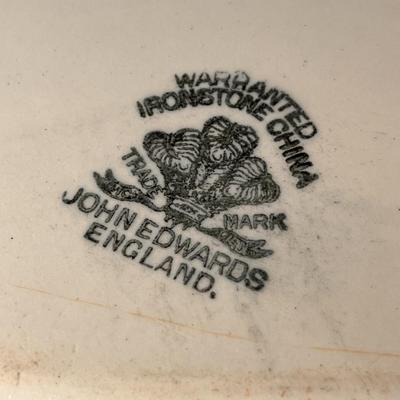 WARRANTED
IRONSTONE CHINA
TRADE MARK
JOHN EDWARDS
ENGLAND.